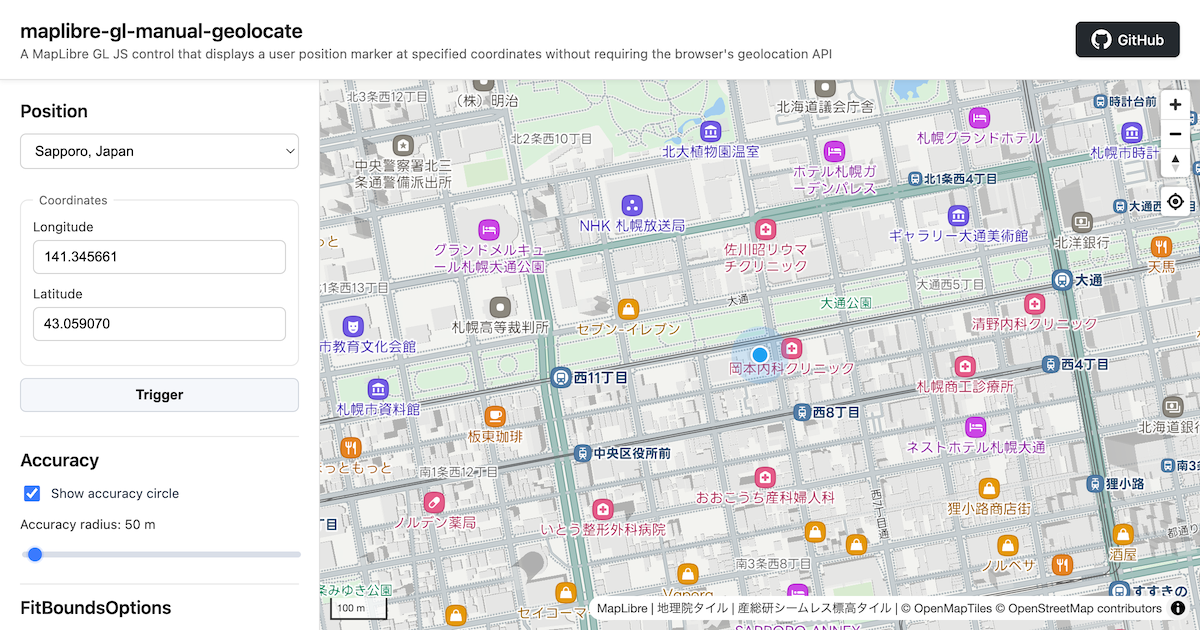 maplibre-gl-manual-geolocate
A MapLibre GL JS control that displays a user position marker at specified coordinates without requiring the browser's geolocation API
GitHub
Position
Sapporo, Japan
Coordinates
Longitude
141.345661
Latitude
43.059070
Trigger
Accuracy
Show accuracy circle
Accuracy radius: 50 m
FitBoundsOptions
北3条西12丁目
（株）明治
北海道議会庁舎
時計台前
北2条西10丁目
札幌グランドホテル
北大植物園温室
札幌市時計
中央警察署北三
条通警備派出所
ホテル札幌ガ
ーデンパレス
北1条西4丁目
大通西
目
NHK 札幌放送局
ギャラリー大通美術館
北洋銀行
っと
グランドメルキュ
ール札幌大通公園
佐川昭リウマ
チクリニック
天馬
1条西13丁目
大通西5丁目
大通
大通
大通公園
札幌高等裁判所
セブン-イレブン
清野内科クリニック
市教育文化会館
岡本内科クリニック
西4丁目
西11丁目
札幌商工診療所
札幌市資料館
西8丁目
板東珈琲
北海道銀行
ネストホテル札幌大通
中央区役所前
っともっと
南1条西12丁目
南3
狸小路
おおこうち産科婦人科
西7丁目
狸小路商店街
丁目
ノルデン薬局
いとう整形外科病院
都通り
酒屋
南3条西8丁目
ノルベサ
条みゆき公園
Vanora
すすきの
100 m
セイコーマ
MapLibre | 地理院タイル | 産総研シームレス標高タイル | © OpenMapTiles © OpenStreetMap contributors
SAPPORO ANNEX